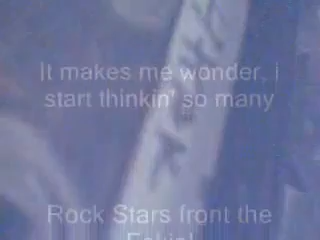 It makes me wonder, i
start thinkin' so many
Rock Stars front the